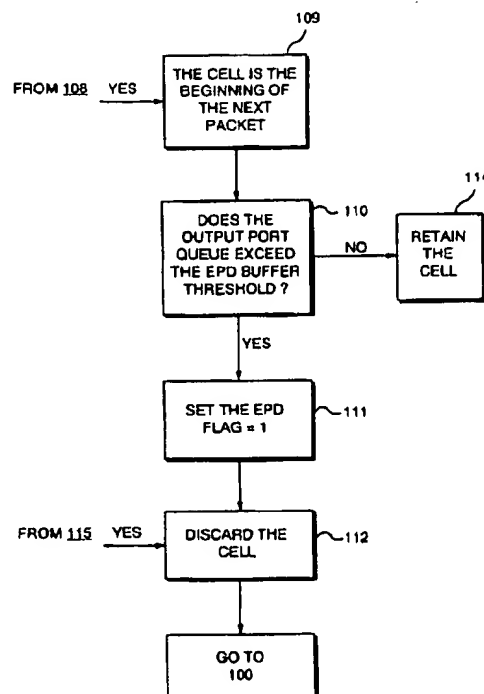 109
FROM 108 YES
THE CELL IS THE
BEGINNING OF
THE NEXT
PACKET
110
DOES THE
OUTPUT PORT
QUEUE EXCEED
THE EPD BUFFER
THRESHOLD ?
NO
RETAIN
THE
CELL
YES
SET THE EPD
FLAG = 1
111
FROM 115 YES
DISCARD THE
CELL
112
GO TO
100